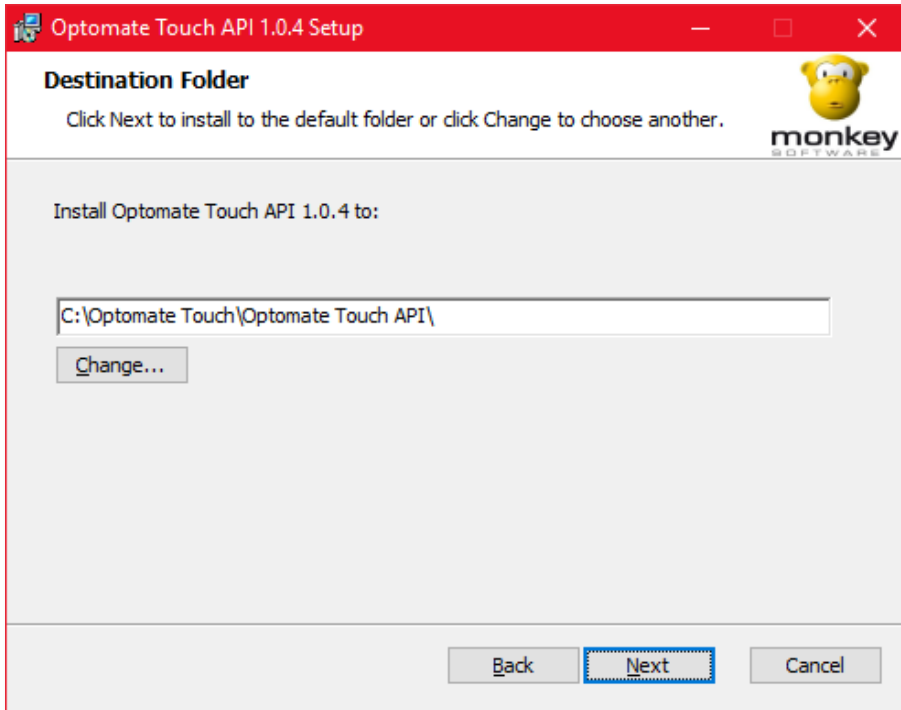 Optomate Touch API 1.0.4 Setup
Destination Folder
Click Next to install to the default folder or click Change to choose another.
monkey
SOFTWARE
Install Optomate Touch API 1.0.4 to:
C:\Optomate Touch\Optomate Touch API\
Change...
Back Next Cancel